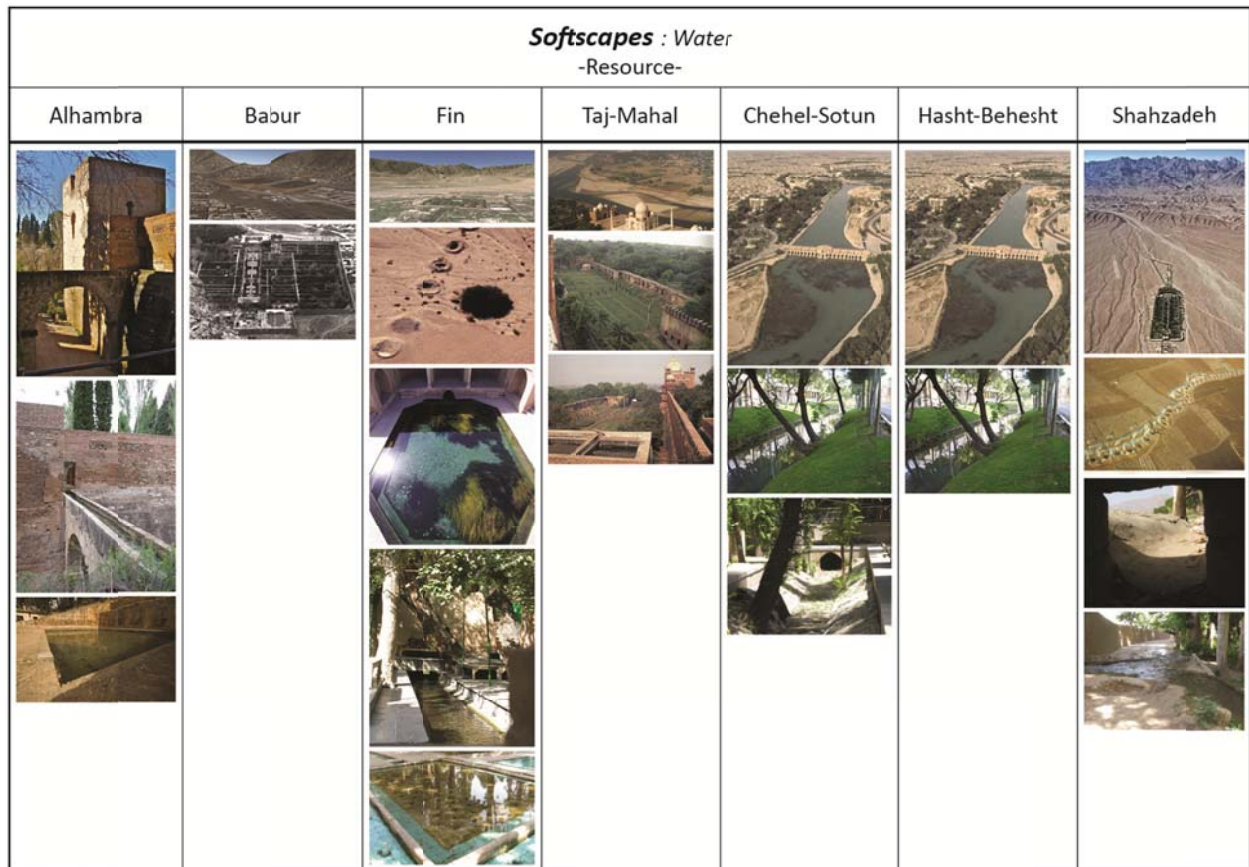 Softscapes : Water
-Resource-
Alhambra
Babur
Fin
Taj-Mahal
Chehel-Sotun
Hasht-Behesht
Shahzadeh